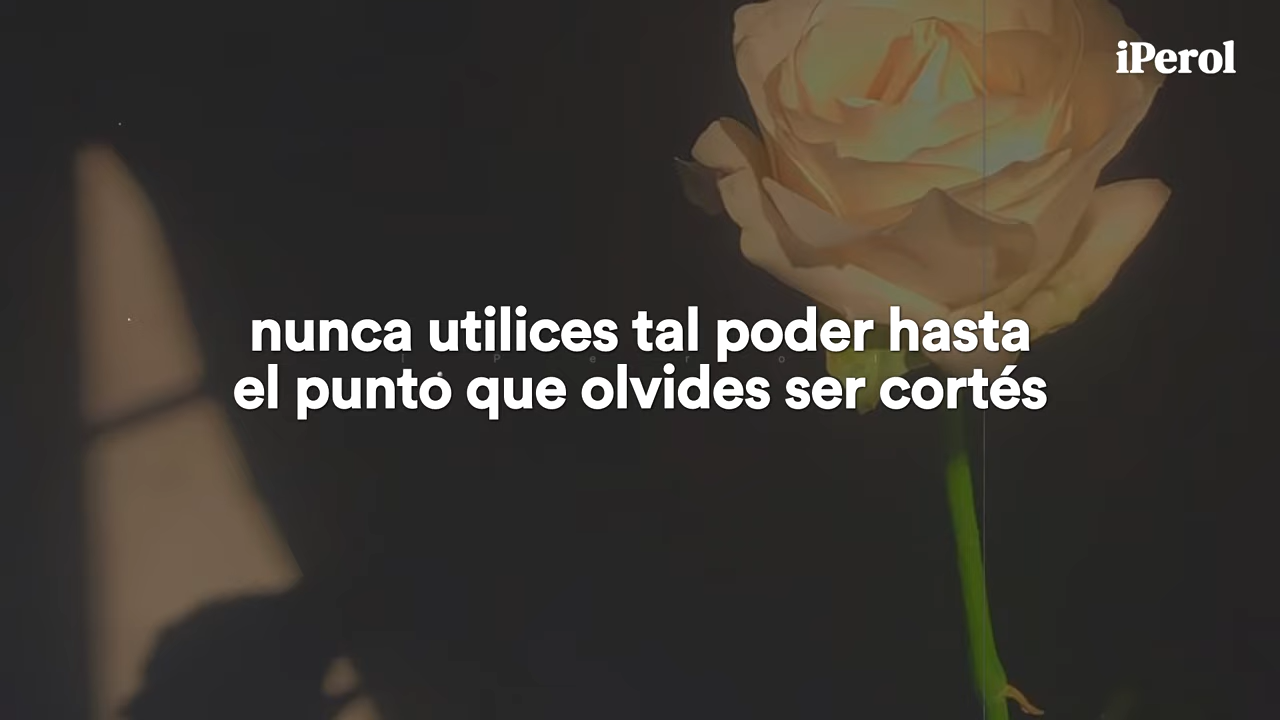 iPerol
nunca utilices tal poder hasta
i P e r o l
el punto que olvides ser cortés